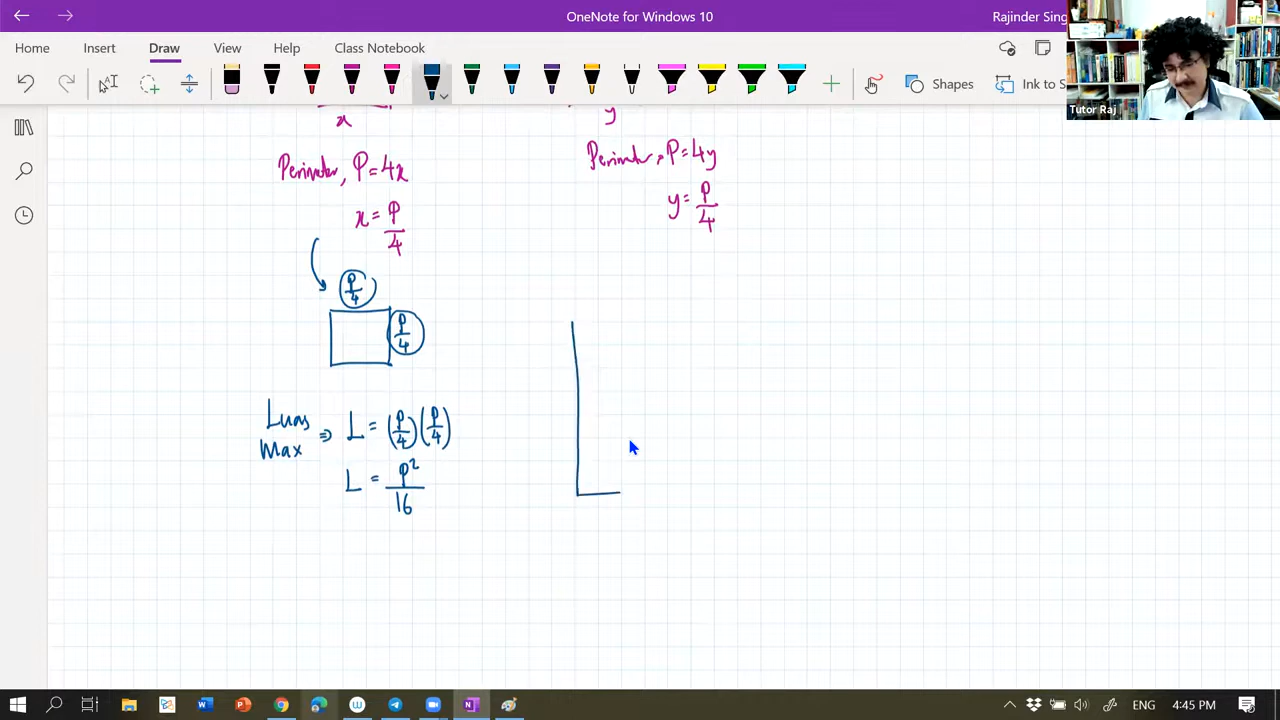 OneNote for Windows 10
Rajinder Sing
Home Insert Draw View Help Class Notebook
Shapes
Ink to S
Tutor Raj
x
Perimeter, P = 4x
x = P/4
P/4
P/4
Luas Max ⇒ L = (P/4)(P/4)
L = P²/16
y
Perimeter, P = 4y
y = P/4
ENG 4:45 PM